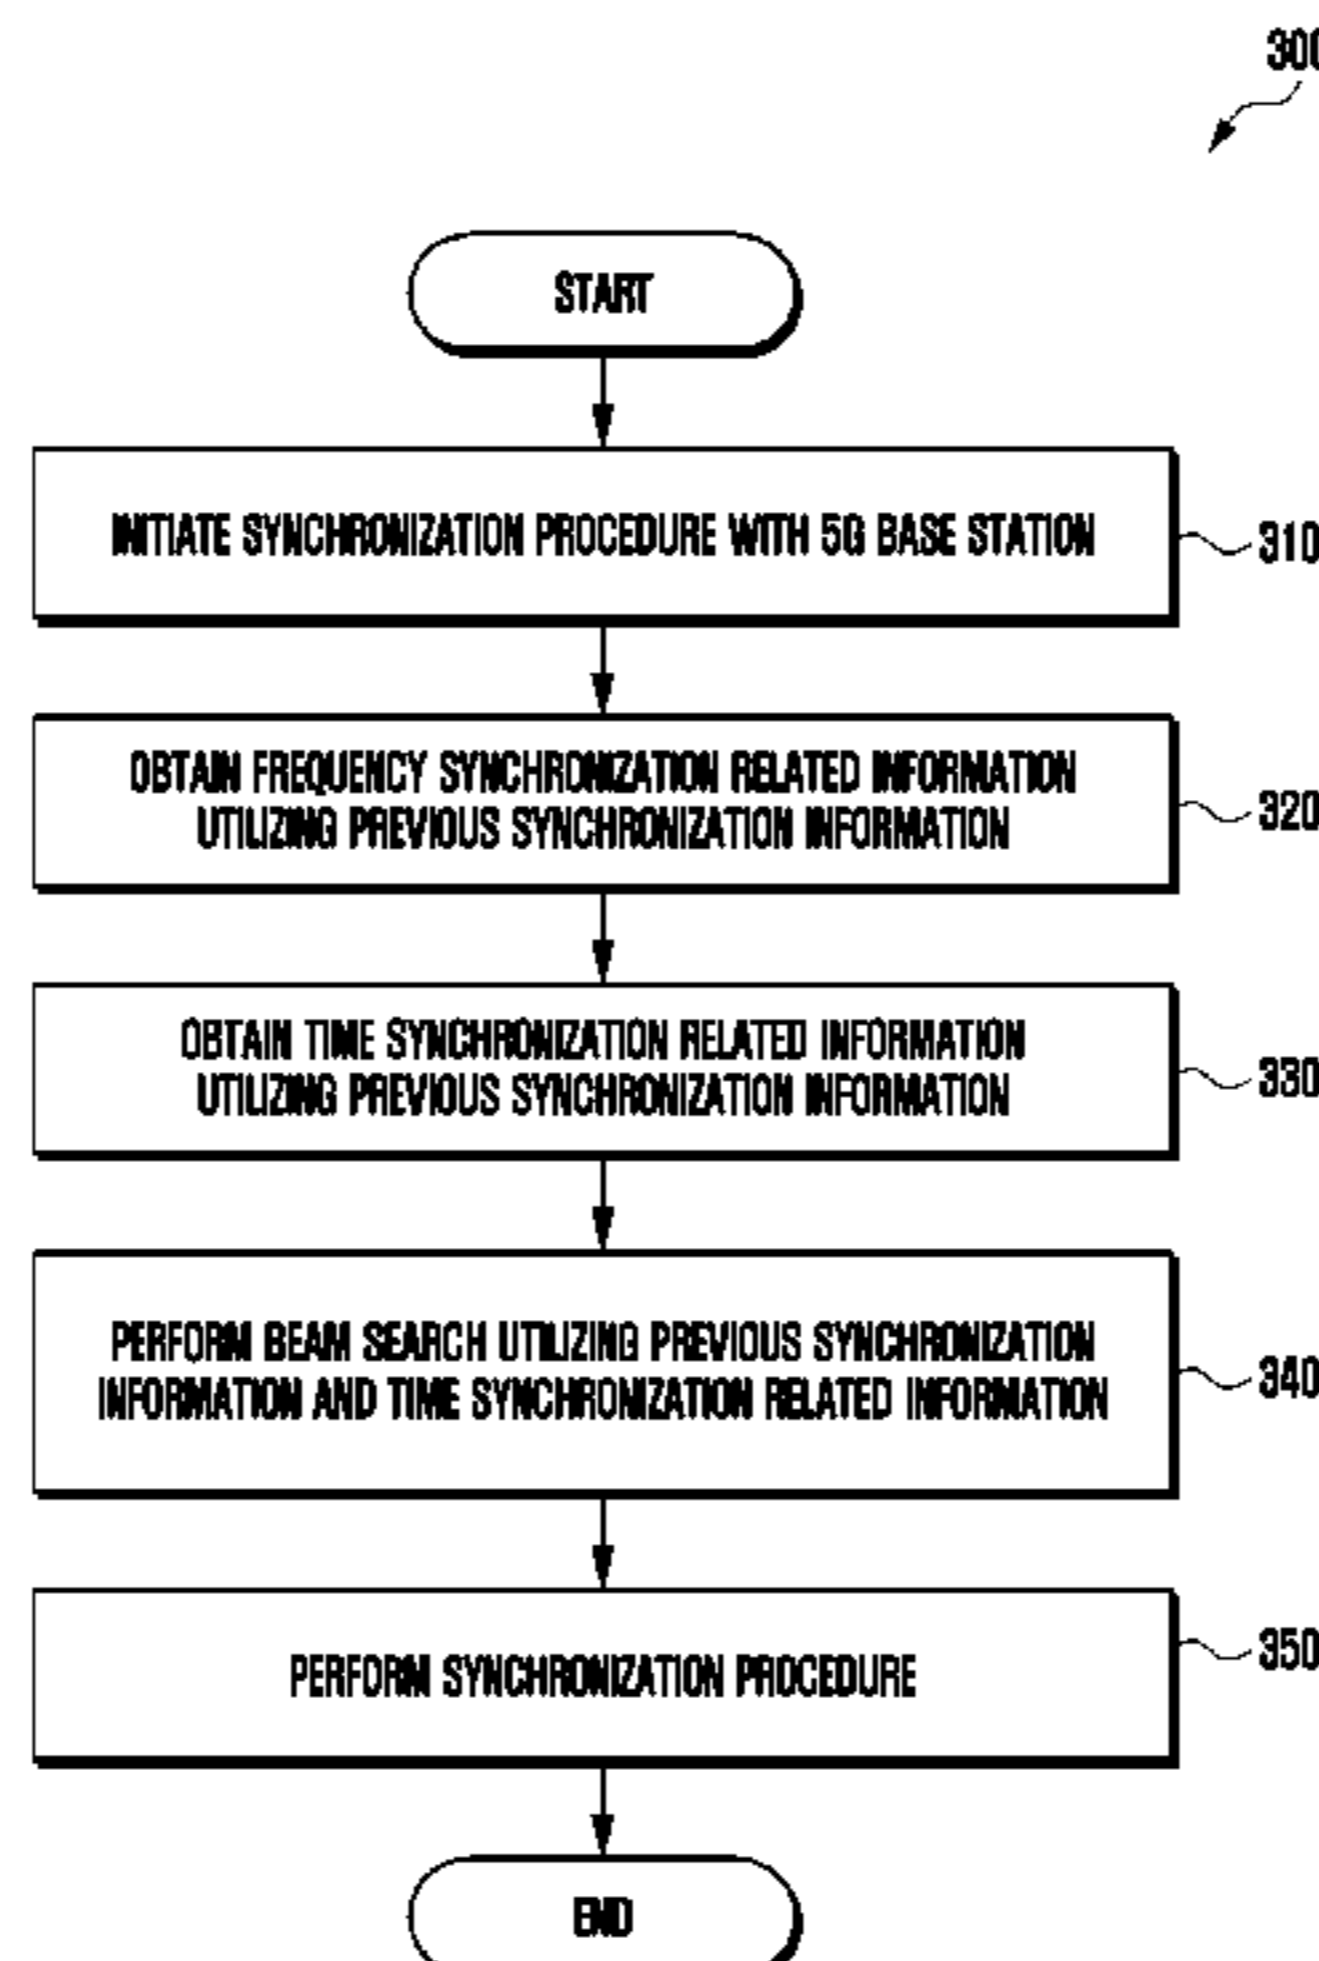 300
START
INITIATE SYNCHRONIZATION PROCEDURE WITH 5G BASE STATION
310
OBTAIN FREQUENCY SYNCHRONIZATION RELATED INFORMATION
UTILIZING PREVIOUS SYNCHRONIZATION INFORMATION
320
OBTAIN TIME SYNCHRONIZATION RELATED INFORMATION
UTILIZING PREVIOUS SYNCHRONIZATION INFORMATION
330
PERFORM BEAM SEARCH UTILIZING PREVIOUS SYNCHRONIZATION
INFORMATION AND TIME SYNCHRONIZATION RELATED INFORMATION
340
PERFORM SYNCHRONIZATION PROCEDURE
350
END